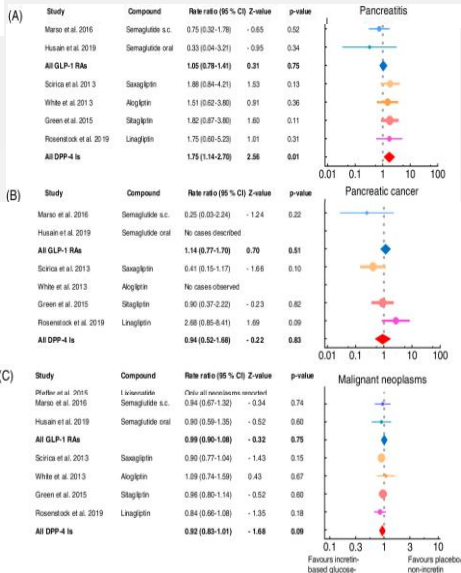 (A)
Study Compound Rate ratio (95 % CI) Z-value p-value Pancreatitis
Marso et al. 2016 Semaglutide s.c. 0.75 (0.32-1.78) - 0.65 0.52
Husain et al. 2019 Semaglutide oral 0.33 (0.04-3.21) - 0.95 0.34
All GLP-1 RAs 1.05 (0.78-1.41) 0.31 0.75
Scirica et al. 2013 Saxagliptin 1.88 (0.84-4.21) 1.53 0.13
White et al. 2013 Alogliptin 1.51 (0.62-3.80) 0.91 0.36
Green et al. 2015 Sitagliptin 1.82 (0.87-3.80) 1.60 0.11
Rosenstock et al. 2019 Linagliptin 1.75 (0.60-5.23) 1.01 0.31
All DPP-4 Is 1.75 (1.14-2.70) 2.56 0.01
0.01 0.1 1 10 100
(B)
Study Compound Rate ratio (95 % CI) Z-value p-value Pancreatic cancer
Marso et al. 2016 Semaglutide s.c. 0.25 (0.03-2.24) - 1.24 0.22
Husain et al. 2019 Semaglutide oral No cases described
All GLP-1 RAs 1.14 (0.77-1.70) 0.70 0.51
Scirica et al. 2013 Saxagliptin 0.41 (0.15-1.17) - 1.66 0.10
White et al. 2013 Alogliptin No cases observed
Green et al. 2015 Sitagliptin 0.90 (0.37-2.22) - 0.23 0.82
Rosenstock et al. 2019 Linagliptin 2.68 (0.85-8.41) 1.69 0.09
All DPP-4 Is 0.94 (0.52-1.68) - 0.22 0.83
0.01 0.1 1 10 100
(C)
Study Compound Rate ratio (95 % CI) Z-value p-value Malignant neoplasms
Pfeffer et al. 2015 Lixisenatide Only all neoplasms reported
Marso et al. 2016 Semaglutide s.c. 0.94 (0.67-1.32) - 0.34 0.74
Husain et al. 2019 Semaglutide oral 0.90 (0.59-1.35) - 0.52 0.60
All GLP-1 RAs 0.99 (0.90-1.08) - 0.32 0.75
Scirica et al. 2013 Saxagliptin 0.90 (0.77-1.04) - 1.43 0.15
White et al. 2013 Alogliptin 1.09 (0.74-1.59) 0.43 0.67
Green et al. 2015 Sitagliptin 0.96 (0.80-1.14) - 0.52 0.60
Rosenstock et al. 2019 Linagliptin 0.84 (0.66-1.08) - 1.35 0.18
All DPP-4 Is 0.92 (0.83-1.01) - 1.68 0.09
0.1 0.3 1 3 10
Favours incretin- Favours placebo
based glucose- non-incretin